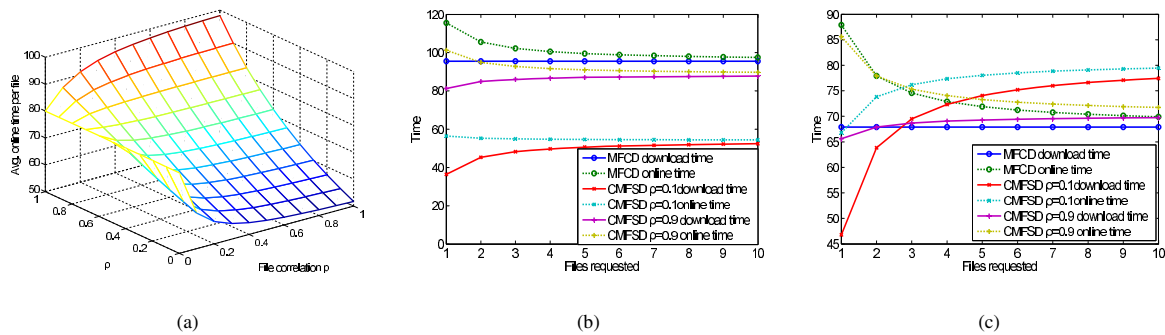 100
90
80
70
60
50
Avg. online time per file
1
0.8
0.6
0.4
0.2
0
ρ
0
0.2
0.4
0.6
0.8
1
File correlation p
(a)
120
100
80
60
40
20
0
Time
1 2 3 4 5 6 7 8 9 10
Files requested
MFCD download time
MFCD online time
CMFSD ρ=0.1download time
CMFSD ρ=0.1online time
CMFSD ρ=0.9 download time
CMFSD ρ=0.9 online time
(b)
90
85
80
75
70
65
60
55
50
45
Time
1 2 3 4 5 6 7 8 9 10
Files requested
MFCD download time
MFCD online time
CMFSD ρ=0.1download time
CMFSD ρ=0.1online time
CMFSD ρ=0.9 download time
CMFSD ρ=0.9 online time
(c)